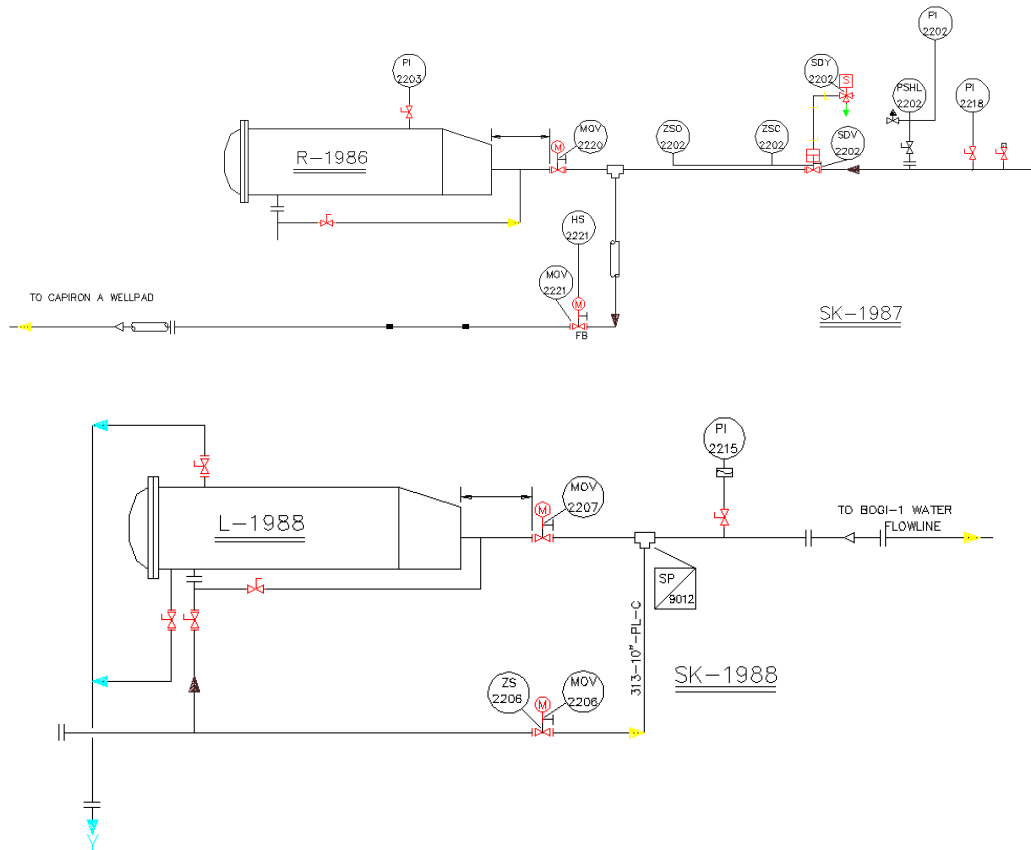 PI
2202
PI
2203
SDY
2202
S
PSHL
2202
PI
2218
MOV
2220
M
ZSO
2202
ZSC
2202
SDV
2202
R-1986
HS
2221
MOV
2221
M
FB
TO CAPIRON A WELLPAD
SK-1987
PI
2215
MOV
2207
M
L-1988
TO BOGI-1 WATER
FLOWLINE
SP
9012
313-10"-PL-C
SK-1988
ZS
2206
MOV
2206
M
Y